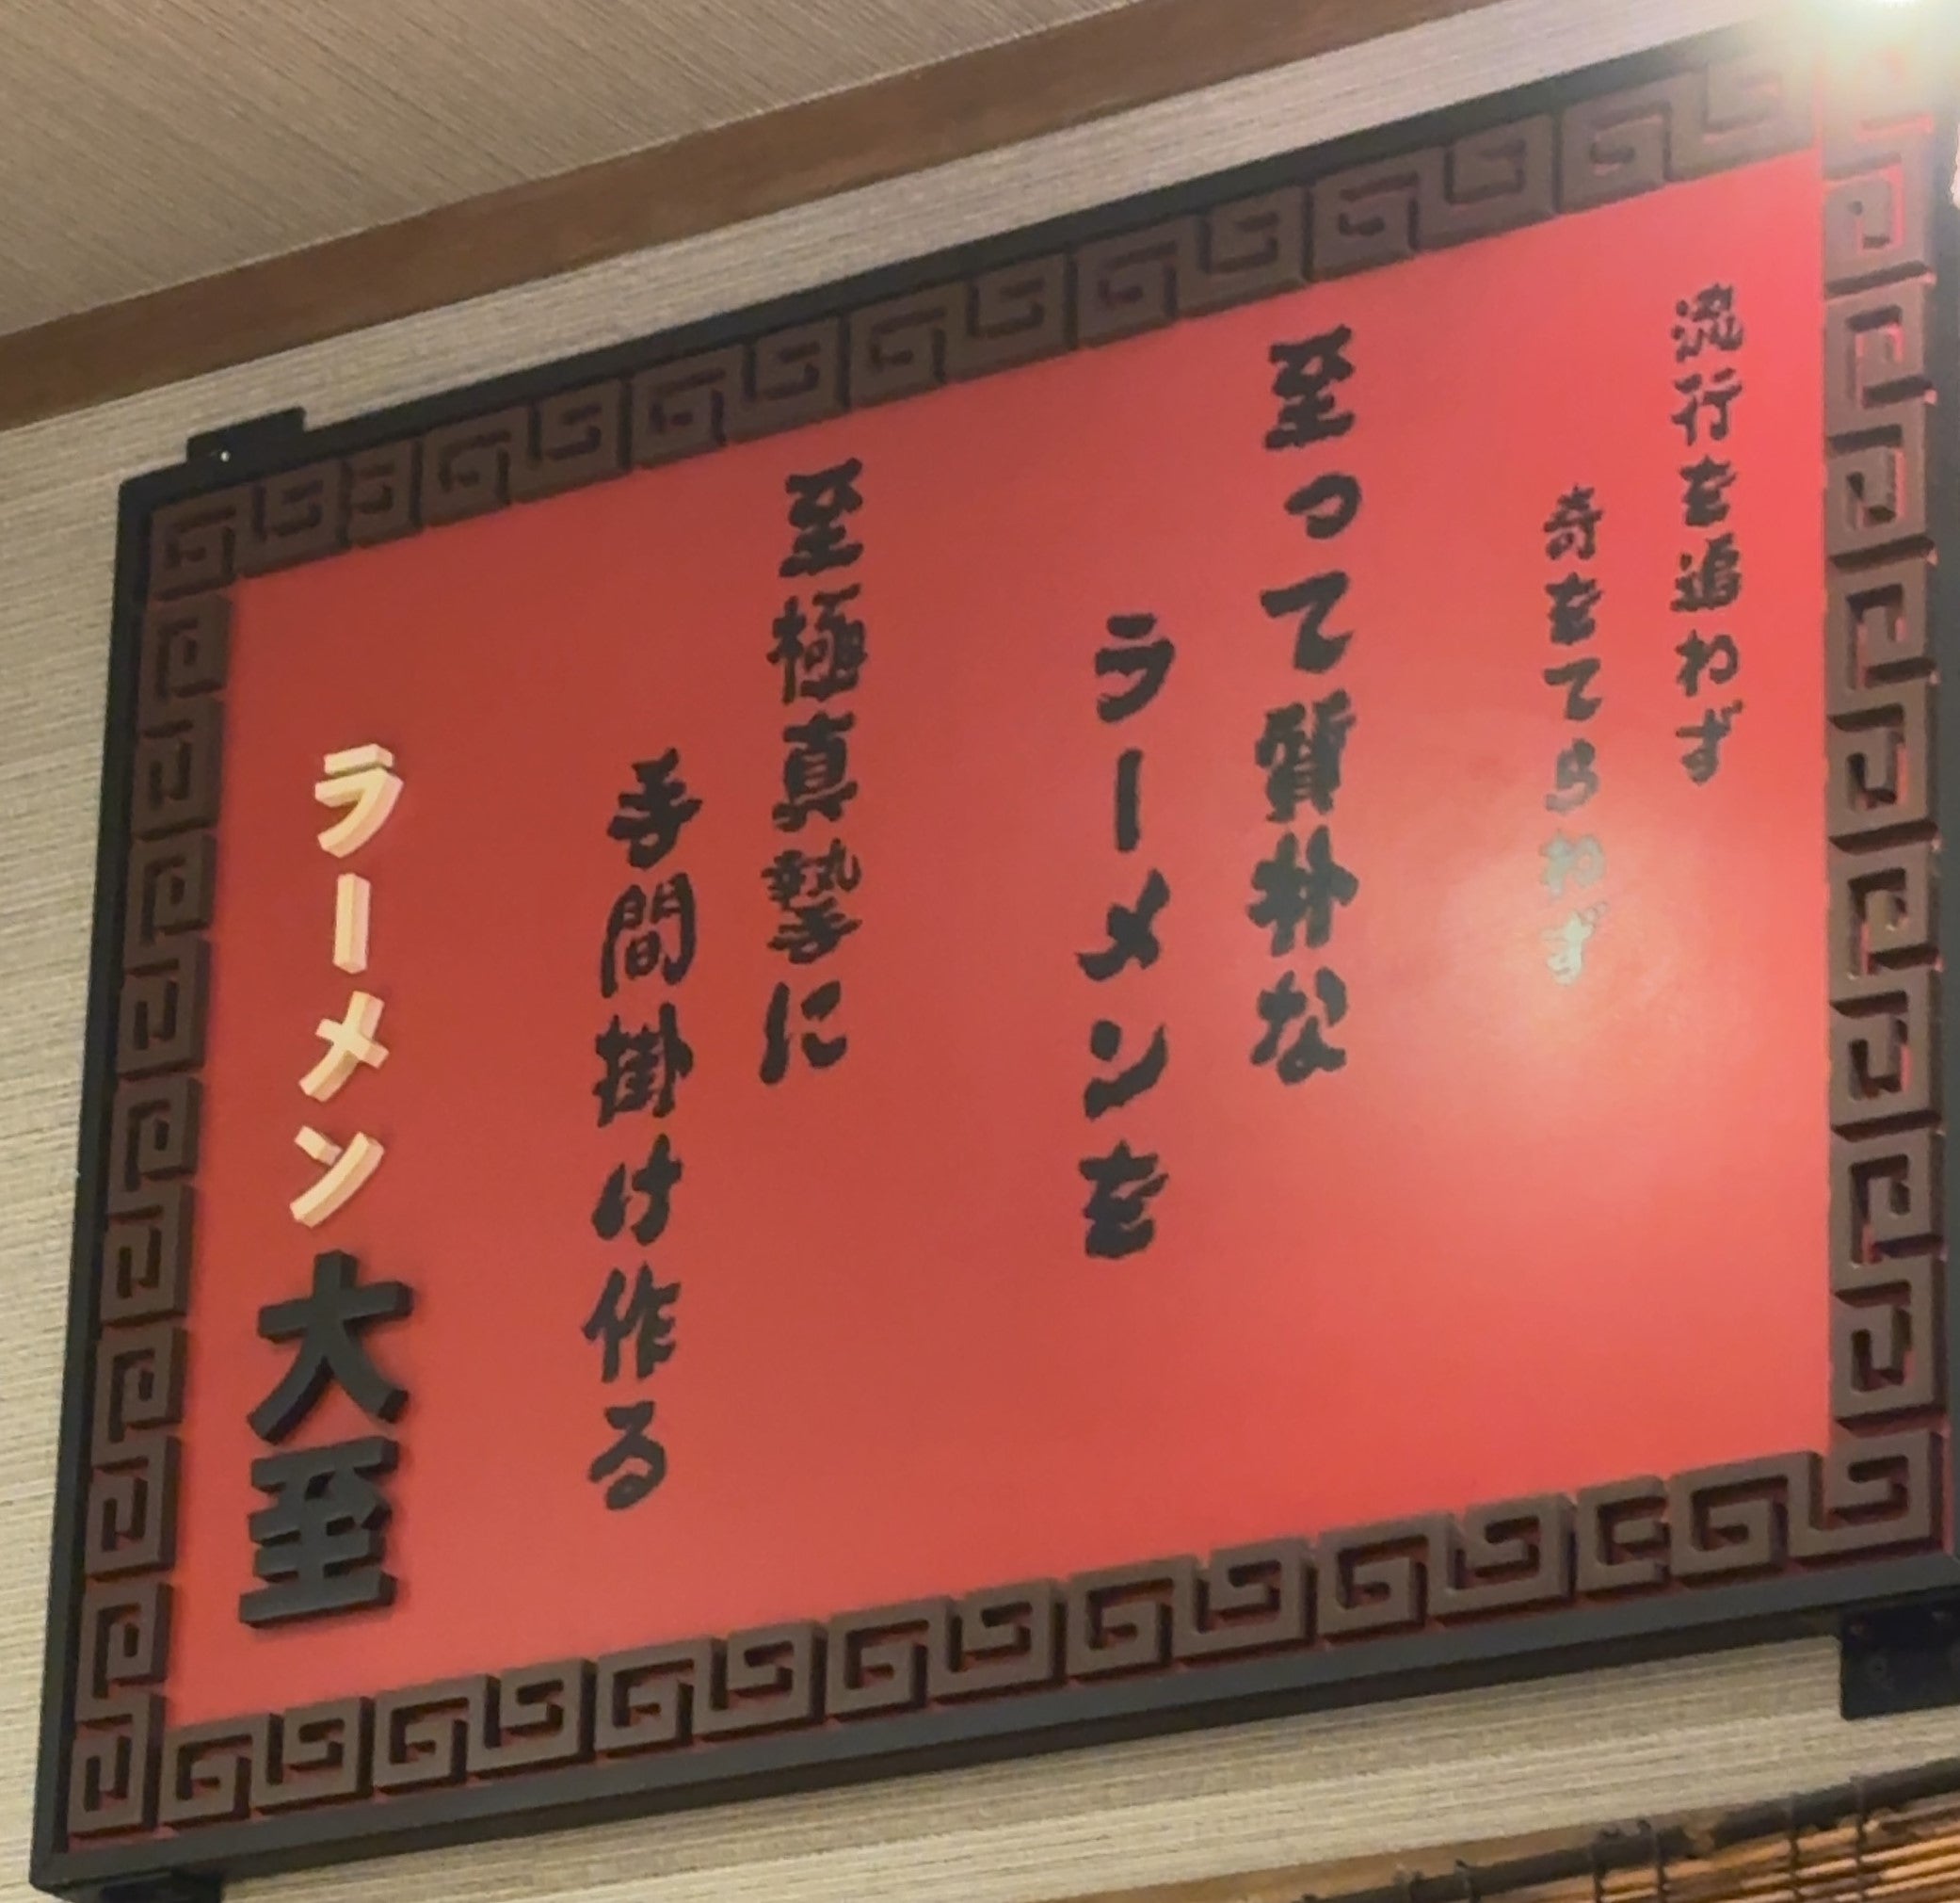 流行を追わず
奇をてらわず
至って質朴な
ラーメンを
至極真摯に
手間掛け作る
ラーメン大至